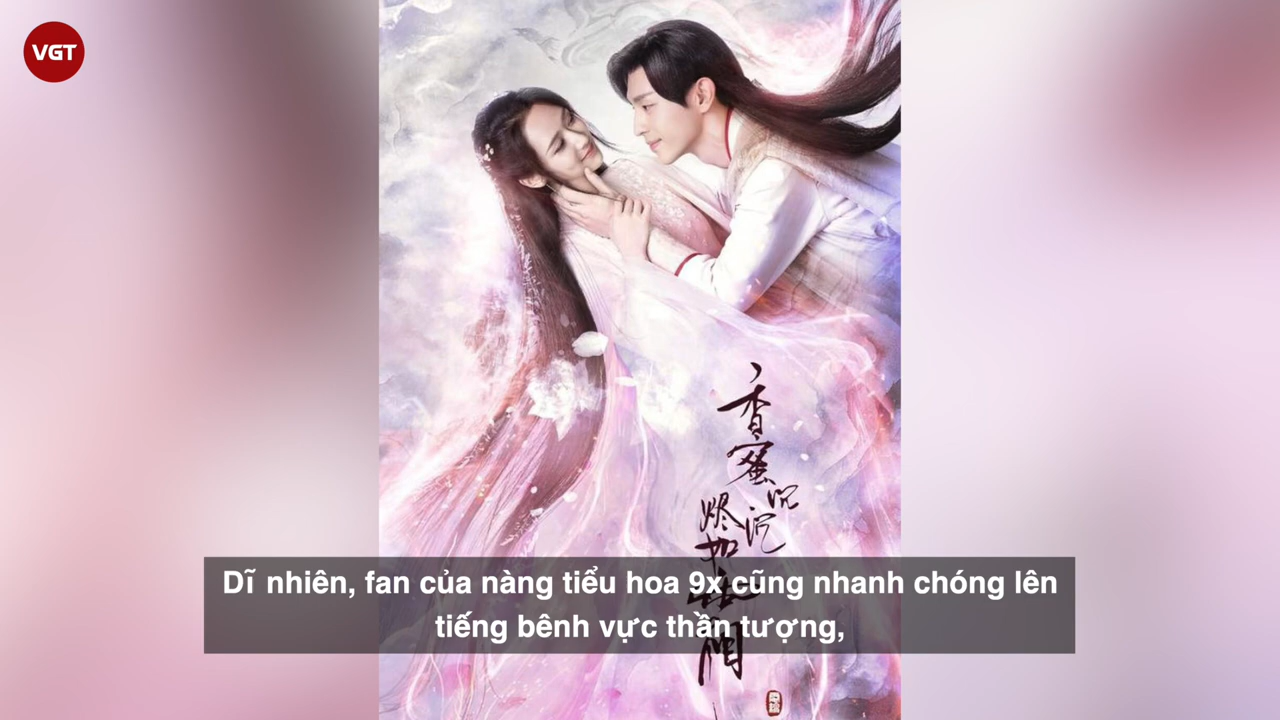 VGT
香
蜜
沉
沉
烬
如
Dĩ nhiên, fan của nàng tiểu hoa 9x cũng nhanh chóng lên
tiếng bênh vực thần tượng,